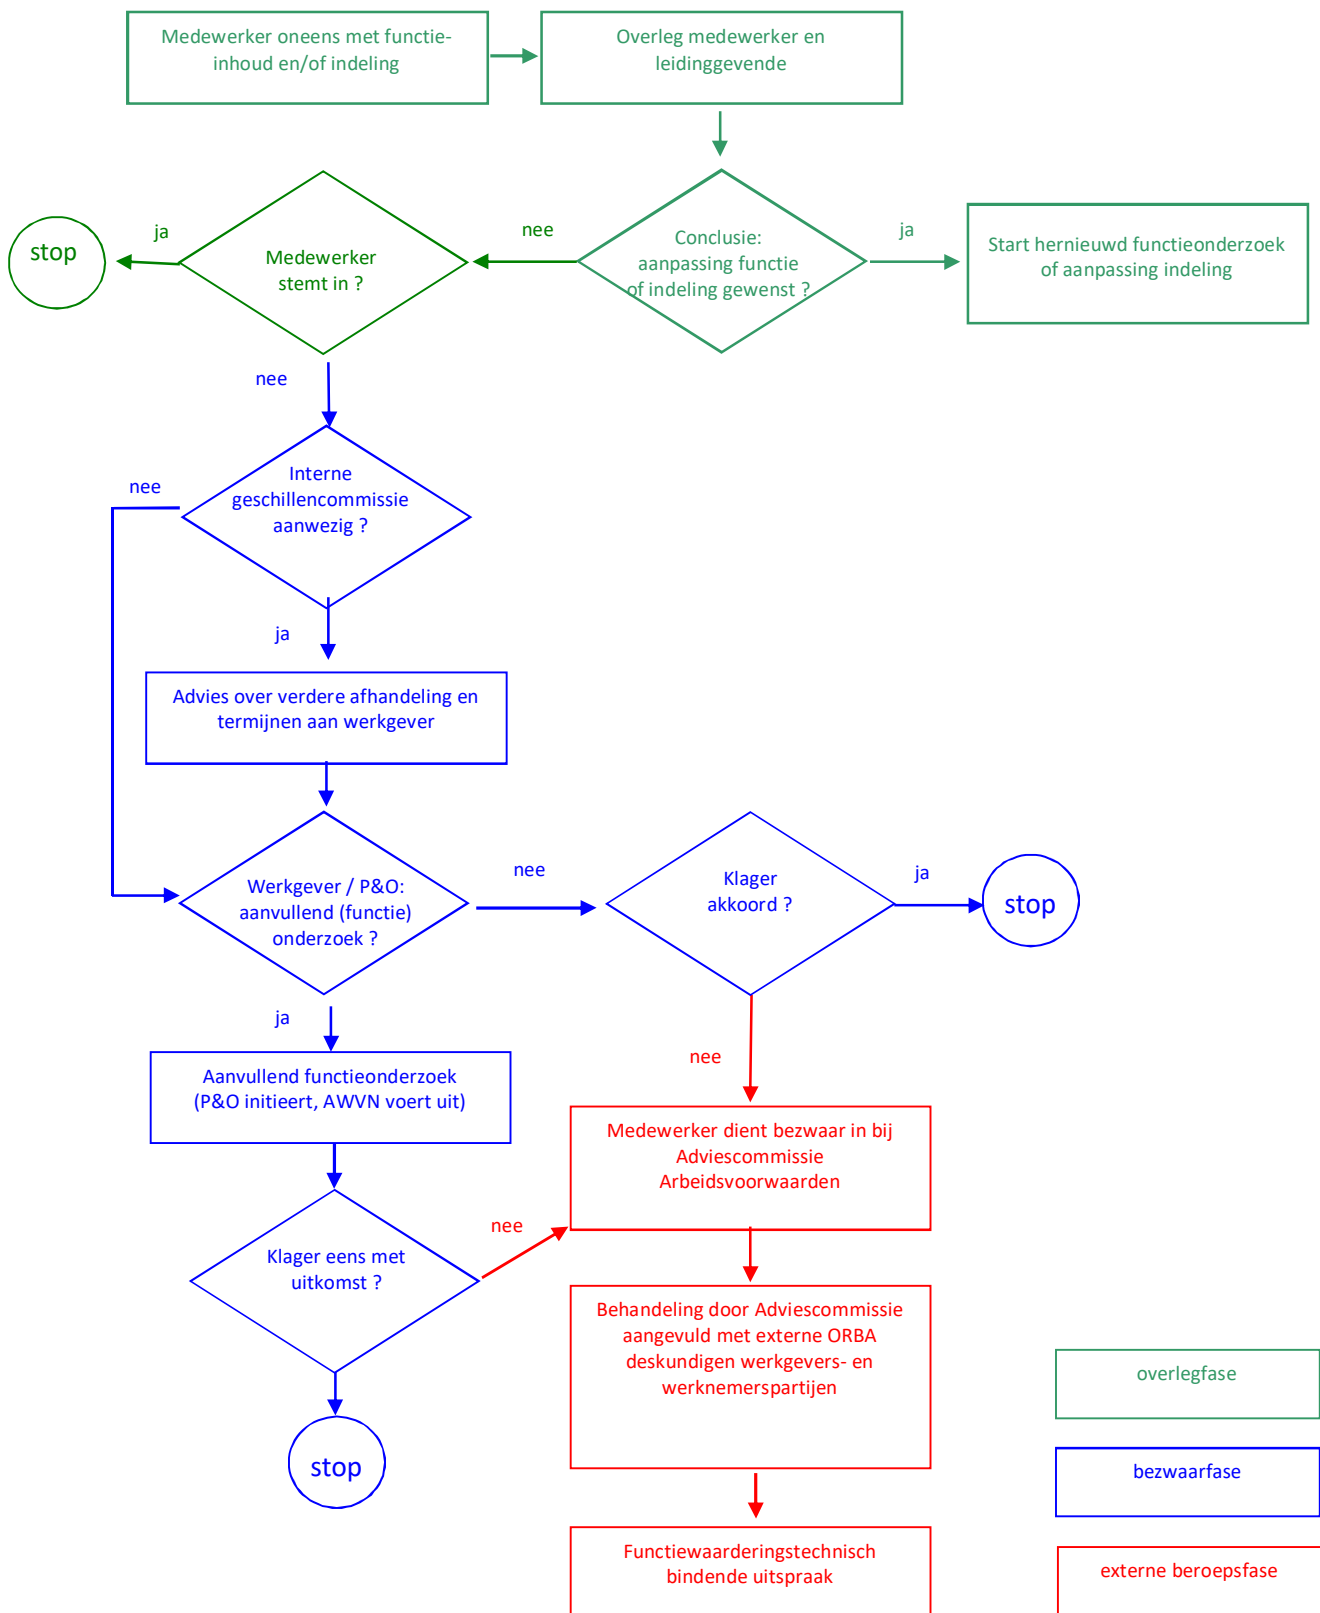 Medewerker oneens met functie-
inhoud en/of indeling
Overleg medewerker en
leidinggevende
ja
stop
Medewerker
stemt in ?
nee
Conclusie:
aanpassing functie
of indeling gewenst ?
ja
Start hernieuwd functieonderzoek
of aanpassing indeling
nee
nee
Interne
geschillencommissie
aanwezig ?
ja
Advies over verdere afhandeling en
termijnen aan werkgever
Werkgever / P&O:
aanvullend (functie)
onderzoek ?
nee
Klager
akkoord ?
ja
stop
ja
nee
Aanvullend functieonderzoek
(P&O initieert, AWVN voert uit)
Medewerker dient bezwaar in bij
Adviescommissie
Arbeidsvoorwaarden
Klager eens met
uitkomst ?
nee
Behandeling door Adviescommissie
aangevuld met externe ORBA
deskundigen werkgevers- en
werknemerspartijen
stop
Functiewaarderingstechnisch
bindende uitspraak
overlegfase
bezwaarfase
externe beroepsfase